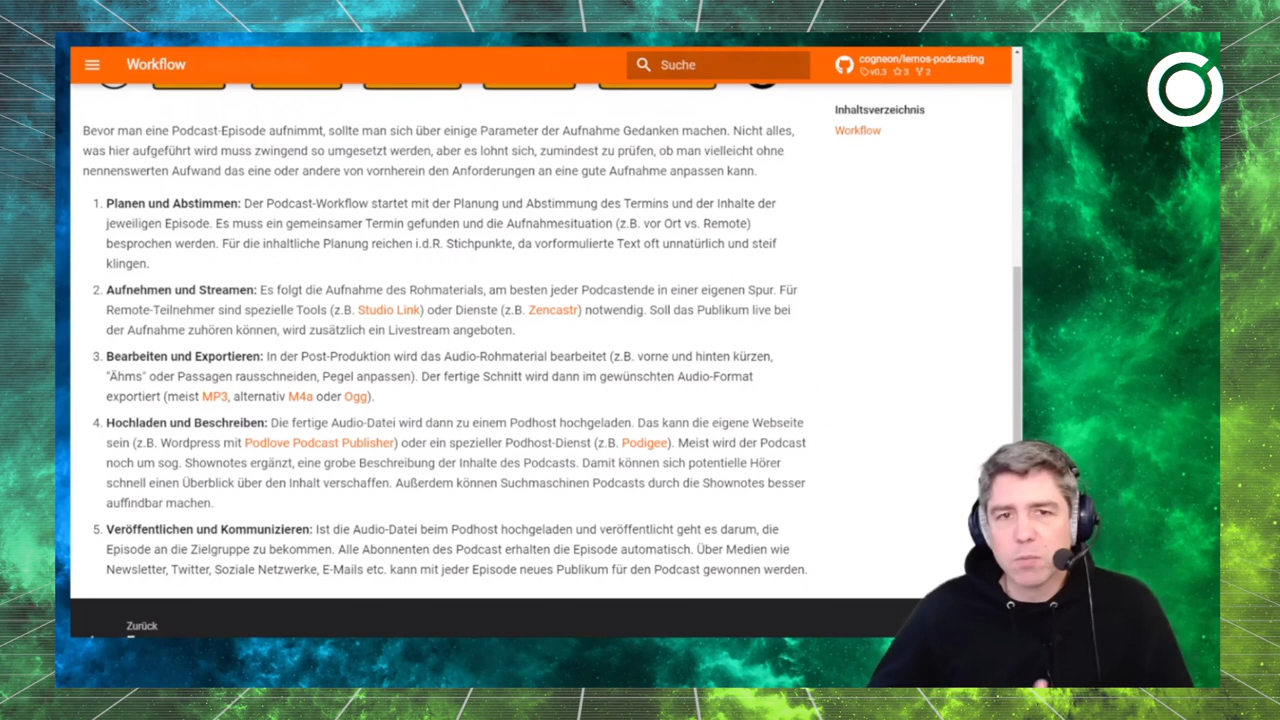 Workflow
Suche
cogneon/lernos-podcasting
v0.3 3 2
Inhaltsverzeichnis
Workflow
Bevor man eine Podcast-Episode aufnimmt, sollte man sich über einige Parameter der Aufnahme Gedanken machen. Nicht alles,
was hier aufgeführt wird muss zwingend so umgesetzt werden, aber es lohnt sich, zumindest zu prüfen, ob man vielleicht ohne
nennenswerten Aufwand das eine oder andere von vornherein den Anforderungen an eine gute Aufnahme anpassen kann.
1. Planen und Abstimmen: Der Podcast-Workflow startet mit der Planung und Abstimmung des Termins und der Inhalte der
jeweiligen Episode. Es muss ein gemeinsamer Termin gefunden und die Aufnahmesituation (z.B. vor Ort vs. Remote)
besprochen werden. Für die inhaltliche Planung reichen i.d.R. Stichpunkte, da vorformulierte Text oft unnatürlich und steif
klingen.
2. Aufnehmen und Streamen: Es folgt die Aufnahme des Rohmaterials, am besten jeder Podcastende in einer eigenen Spur. Für
Remote-Teilnehmer sind spezielle Tools (z.B. Studio Link) oder Dienste (z.B. Zencastr) notwendig. Soll das Publikum live bei
der Aufnahme zuhören können, wird zusätzlich ein Livestream angeboten.
3. Bearbeiten und Exportieren: In der Post-Produktion wird das Audio-Rohmaterial bearbeitet (z.B. vorne und hinten kürzen,
"Ähms" oder Passagen rausschneiden, Pegel anpassen). Der fertige Schnitt wird dann im gewünschten Audio-Format
exportiert (meist MP3, alternativ M4a oder Ogg).
4. Hochladen und Beschreiben: Die fertige Audio-Datei wird dann zu einem Podhost hochgeladen. Das kann die eigene Webseite
sein (z.B. Wordpress mit Podlove Podcast Publisher) oder ein spezieller Podhost-Dienst (z.B. Podigee). Meist wird der Podcast
noch um sog. Shownotes ergänzt, eine grobe Beschreibung der Inhalte des Podcasts. Damit können sich potentielle Hörer
schnell einen Überblick über den Inhalt verschaffen. Außerdem können Suchmaschinen Podcasts durch die Shownotes besser
auffindbar machen.
5. Veröffentlichen und Kommunizieren: Ist die Audio-Datei beim Podhost hochgeladen und veröffentlicht geht es darum, die
Episode an die Zielgruppe zu bekommen. Alle Abonnenten des Podcast erhalten die Episode automatisch. Über Medien wie
Newsletter, Twitter, Soziale Netzwerke, E-Mails etc. kann mit jeder Episode neues Publikum für den Podcast gewonnen werden.
Zurück